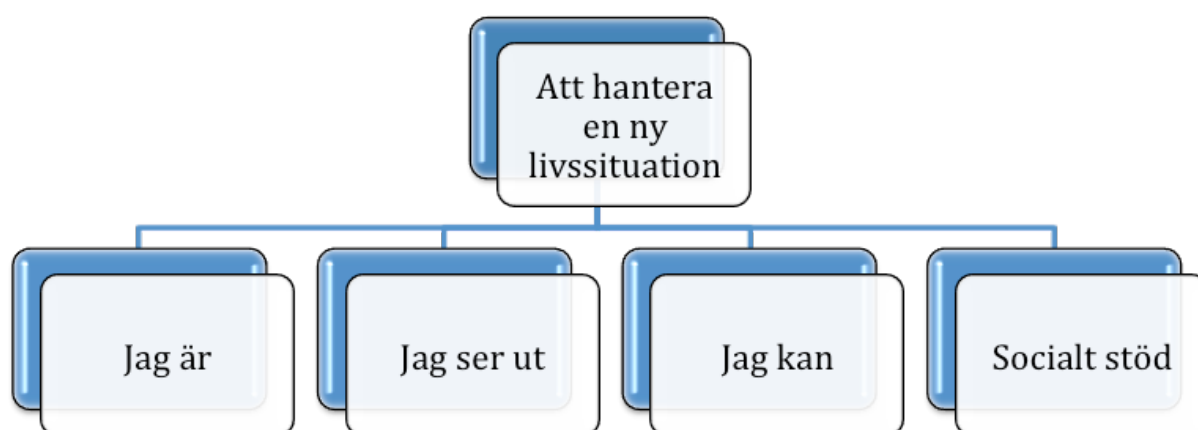 Att hantera
en ny
livssituation
Jag är
Jag ser ut
Jag kan
Socialt stöd